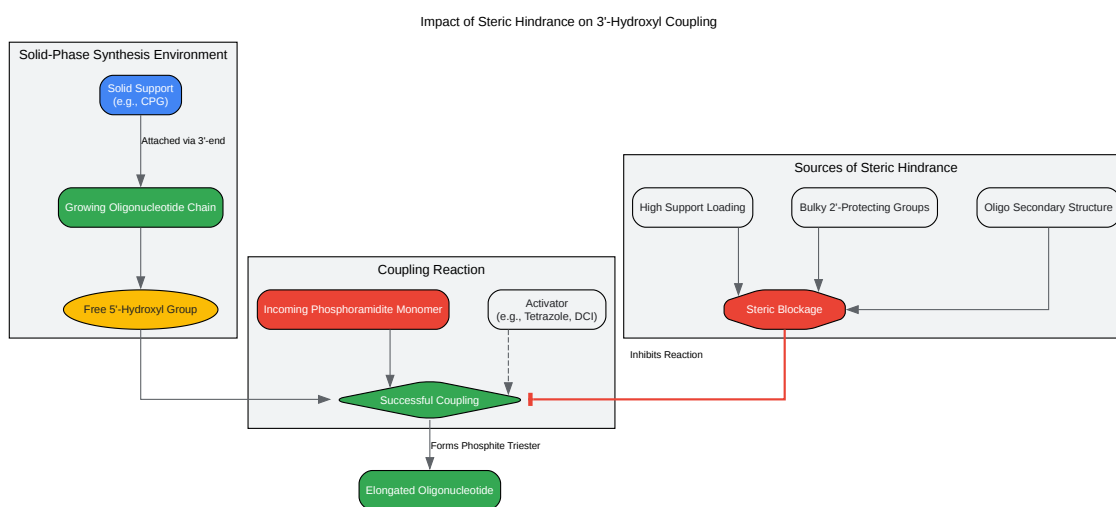 Impact of Steric Hindrance on 3'-Hydroxyl Coupling
Solid-Phase Synthesis Environment
Solid Support
(e.g., CPG)
Attached via 3'-end
Growing Oligonucleotide Chain
Free 5'-Hydroxyl Group
Coupling Reaction
Incoming Phosphoramidite Monomer
Activator
(e.g., Tetrazole, DCI)
Successful Coupling
Forms Phosphite Triester
Elongated Oligonucleotide
Sources of Steric Hindrance
High Support Loading
Bulky 2'-Protecting Groups
Oligo Secondary Structure
Steric Blockage
Inhibits Reaction